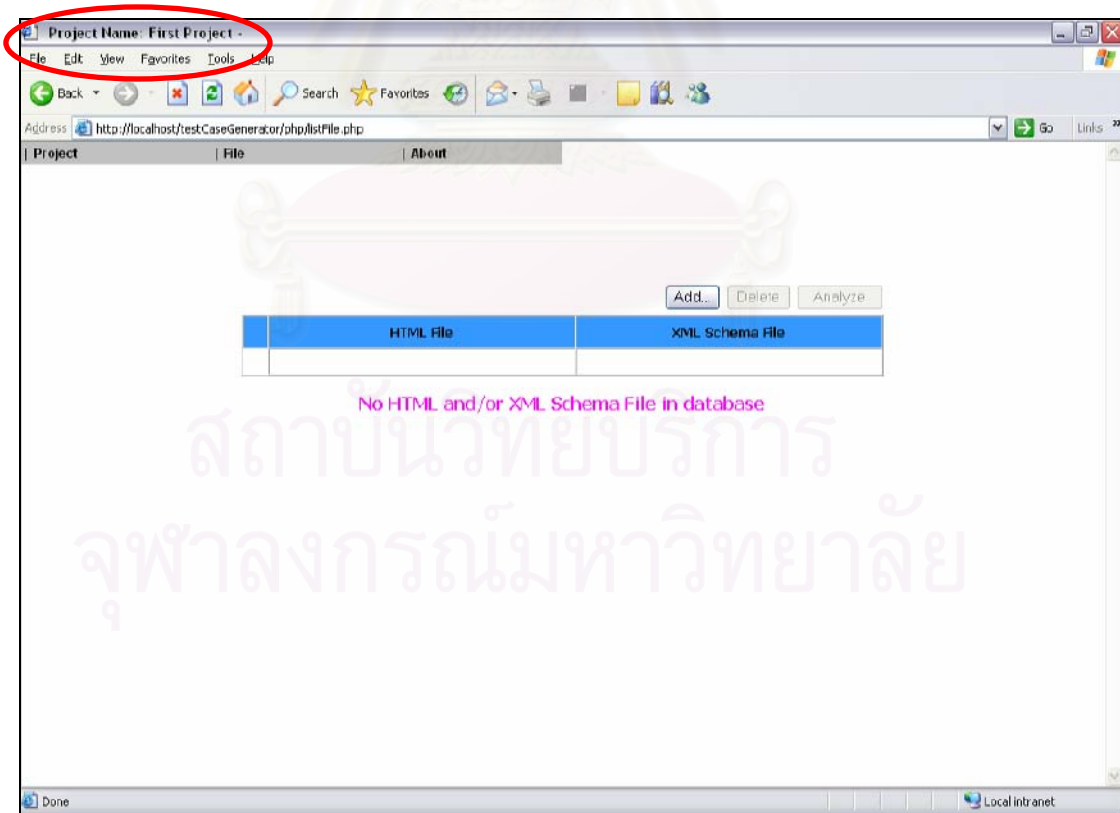 Project Name: First Project -
File Edit View Favorites Tools Help
Back Search Favorites
Address http://localhost/testCaseGenerator/php/listFile.php Go Links »
| Project | File | About
Add... Delete Analyze
HTML File XML Schema File
No HTML and/or XML Schema File in database
สถาบันวิทยบริการ
จุฬาลงกรณ์มหาวิทยาลัย
Done Local intranet